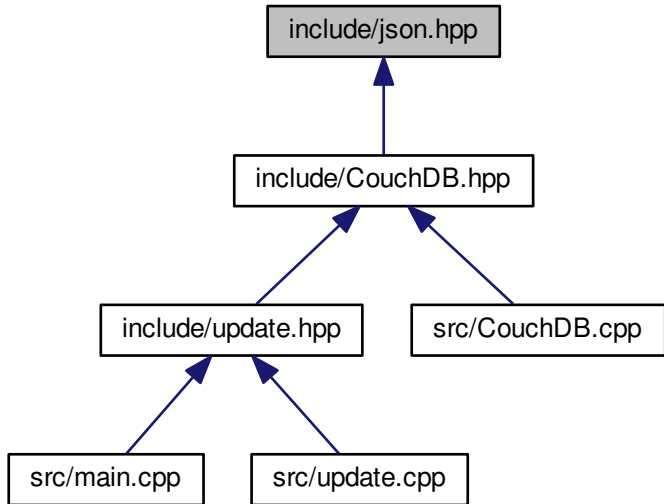 include/json.hpp
include/CouchDB.hpp
include/update.hpp
src/CouchDB.cpp
src/main.cpp
src/update.cpp